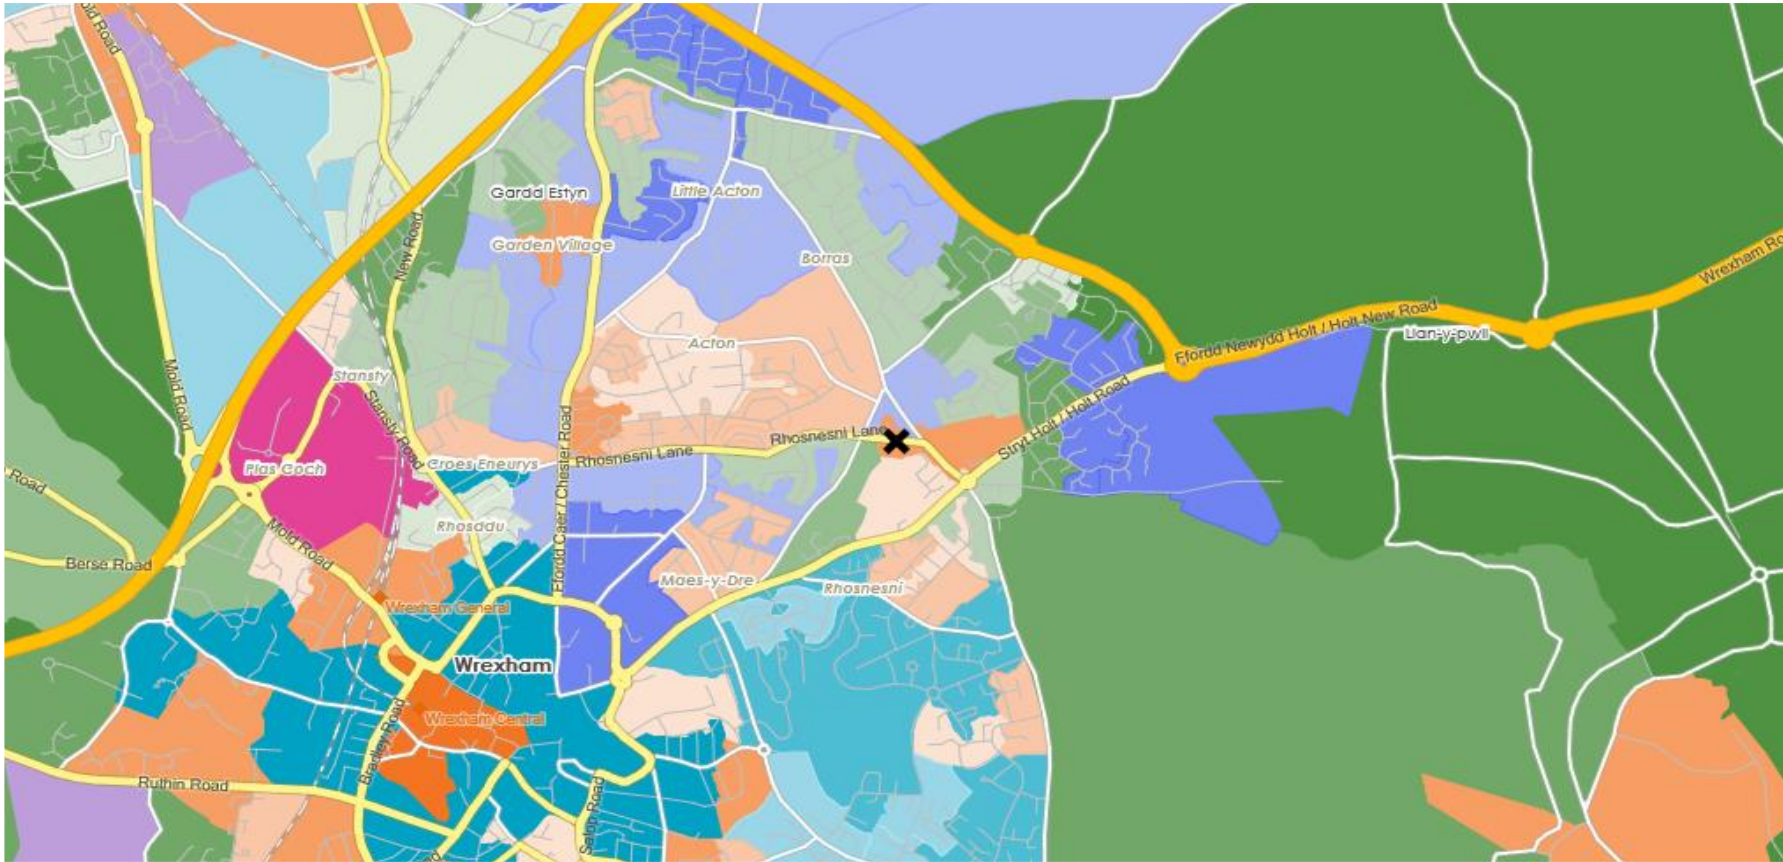 old Road
Gardd Estyn
Little Acton
Garden Village
New Road
Borras
Wrexham Ro
Ffordd Newydd Holt / Holt New Road
Llan-y-pwll
Acton
Mold Road
Stansty
Stansty Road
Rhosnesni Lane
Stryt Holt / Holt Road
Croes Eneurys
Rhosnesni Lane
Plas Goch
Road
Ffordd Caer / Chester Road
Rhosddu
Mold Road
Berse Road
Maes-y-Dre
Rhosnesni
Wrexham General
Wrexham
Wrexham Central
Bradley Road
Ruthin Road
Salop Road